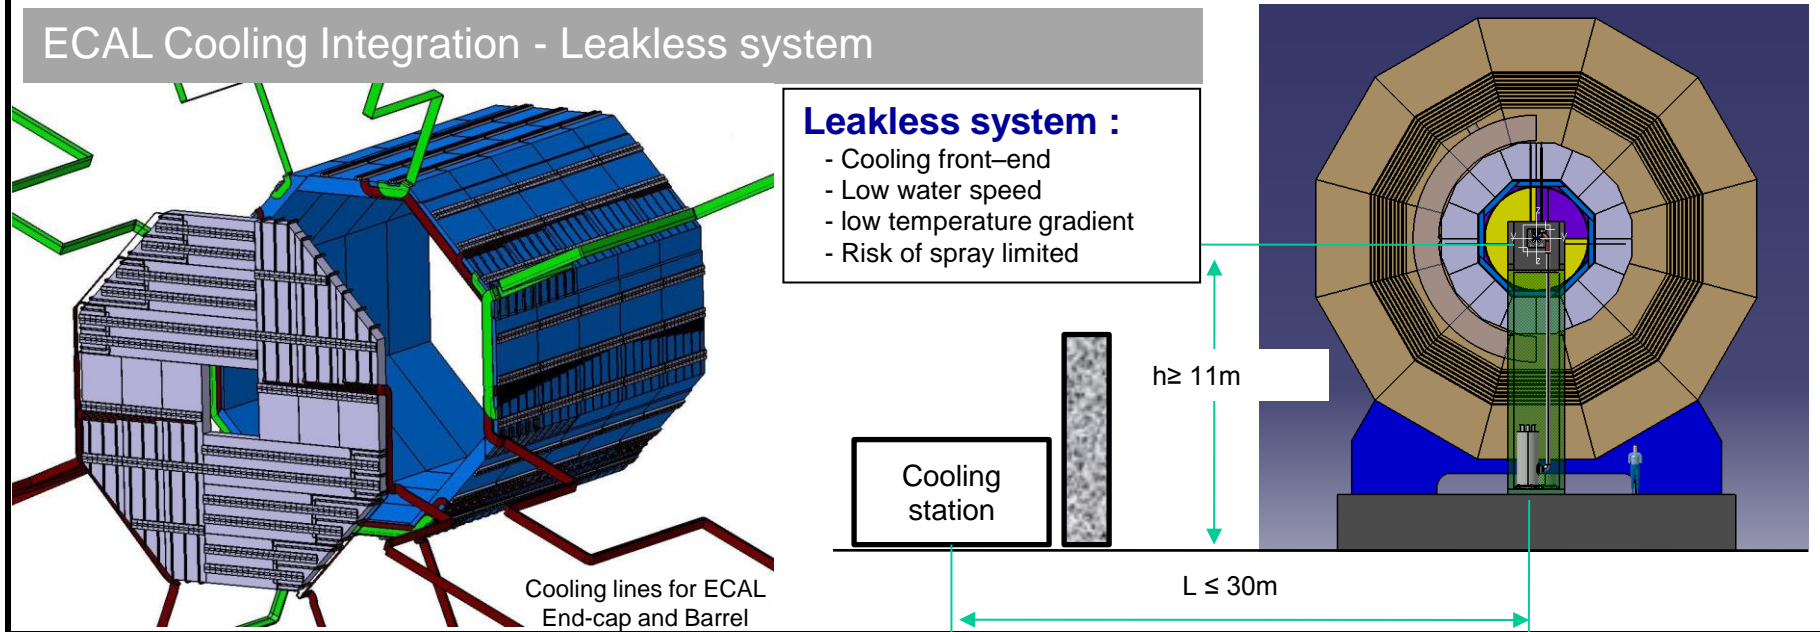 ECAL Cooling Integration - Leakless system
Leakless system :
- Cooling front–end
- Low water speed
- low temperature gradient
- Risk of spray limited
h≥ 11m
Cooling
station
L ≤ 30m
Cooling lines for ECAL
End-cap and Barrel